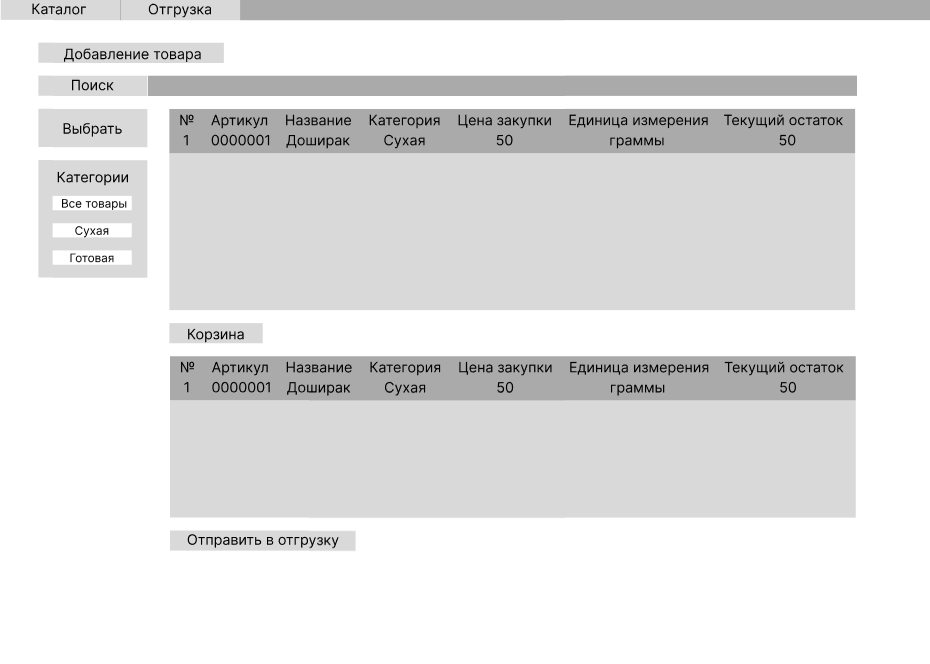 Каталог Отгрузка
Добавление товара
Поиск
Выбрать
Категории
Все товары
Сухая
Готовая
№ Артикул Название Категория Цена закупки Единица измерения Текущий остаток
1 0000001 Доширак Сухая 50 граммы 50
Корзина
№ Артикул Название Категория Цена закупки Единица измерения Текущий остаток
1 0000001 Доширак Сухая 50 граммы 50
Отправить в отгрузку